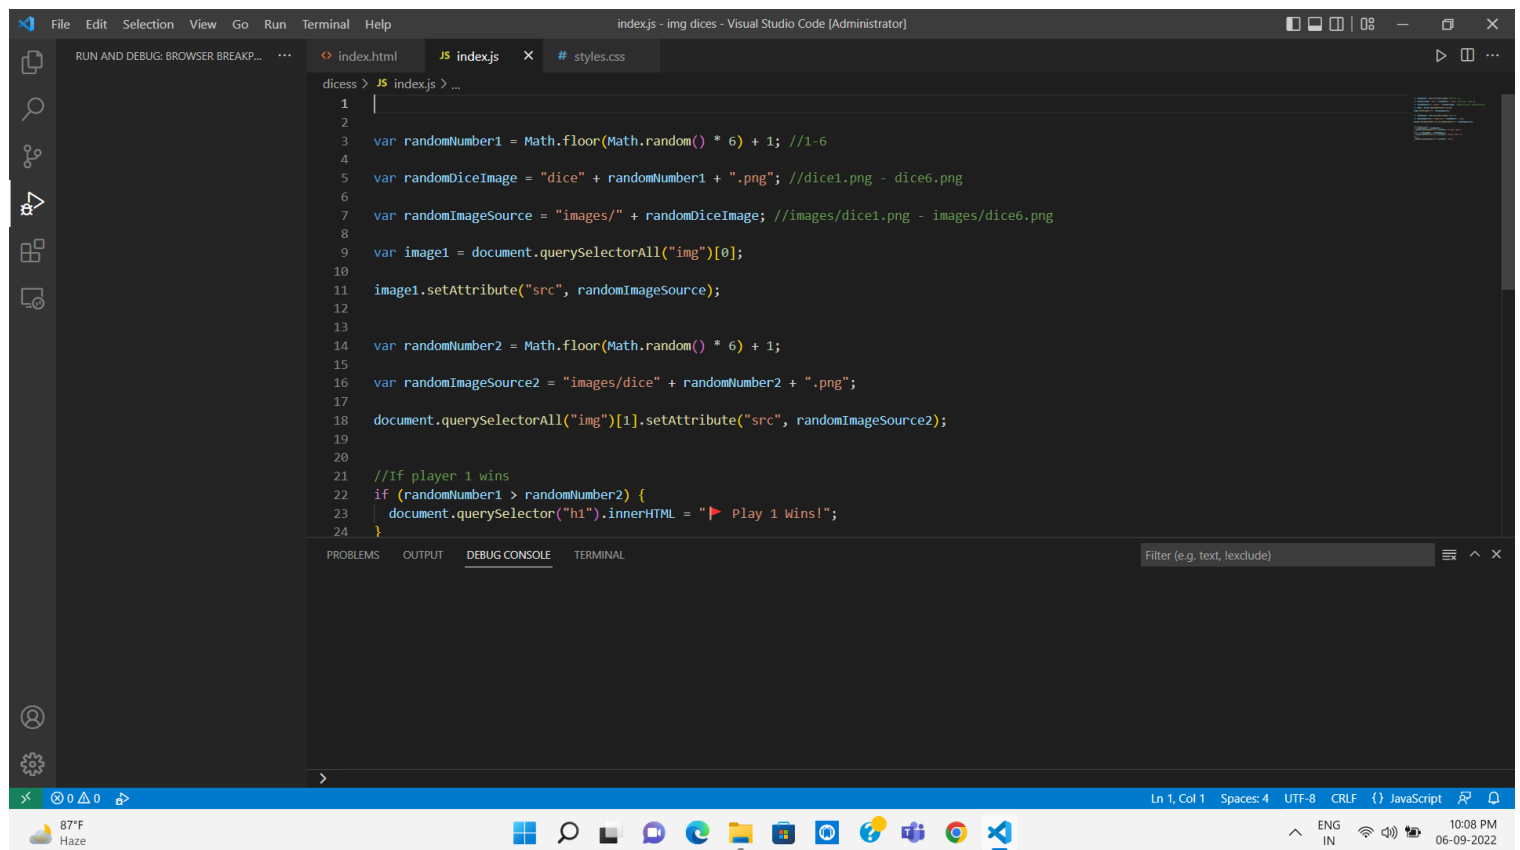 File Edit Selection View Go Run Terminal Help
index.js - img dices - Visual Studio Code [Administrator]
RUN AND DEBUG: BROWSER BREAKP... ···
<> index.html
JS index.js ×
# styles.css
dicess > JS index.js > ...
1
2
3 var randomNumber1 = Math.floor(Math.random() * 6) + 1; //1-6
4
5 var randomDiceImage = "dice" + randomNumber1 + ".png"; //dice1.png - dice6.png
6
7 var randomImageSource = "images/" + randomDiceImage; //images/dice1.png - images/dice6.png
8
9 var image1 = document.querySelectorAll("img")[0];
10
11 image1.setAttribute("src", randomImageSource);
12
13
14 var randomNumber2 = Math.floor(Math.random() * 6) + 1;
15
16 var randomImageSource2 = "images/dice" + randomNumber2 + ".png";
17
18 document.querySelectorAll("img")[1].setAttribute("src", randomImageSource2);
19
20
21 //If player 1 wins
22 if (randomNumber1 > randomNumber2) {
23 document.querySelector("h1").innerHTML = "🚩 Play 1 Wins!";
24 }
PROBLEMS OUTPUT DEBUG CONSOLE TERMINAL
Filter (e.g. text, !exclude)
>
0 0
Ln 1, Col 1 Spaces: 4 UTF-8 CRLF {} JavaScript
87°F
Haze
ENG
IN
10:08 PM
06-09-2022